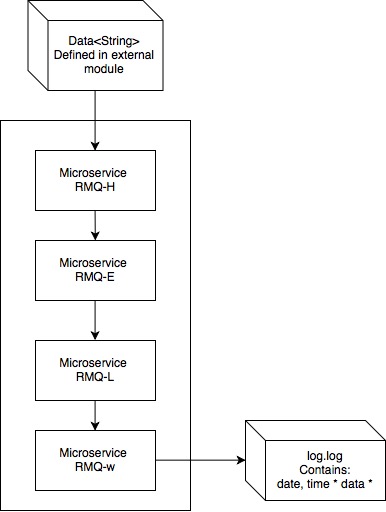 Data<String>
Defined in external
module
Microservice
RMQ-H
Microservice
RMQ-E
Microservice
RMQ-L
Microservice
RMQ-w
log.log
Contains:
date, time * data *